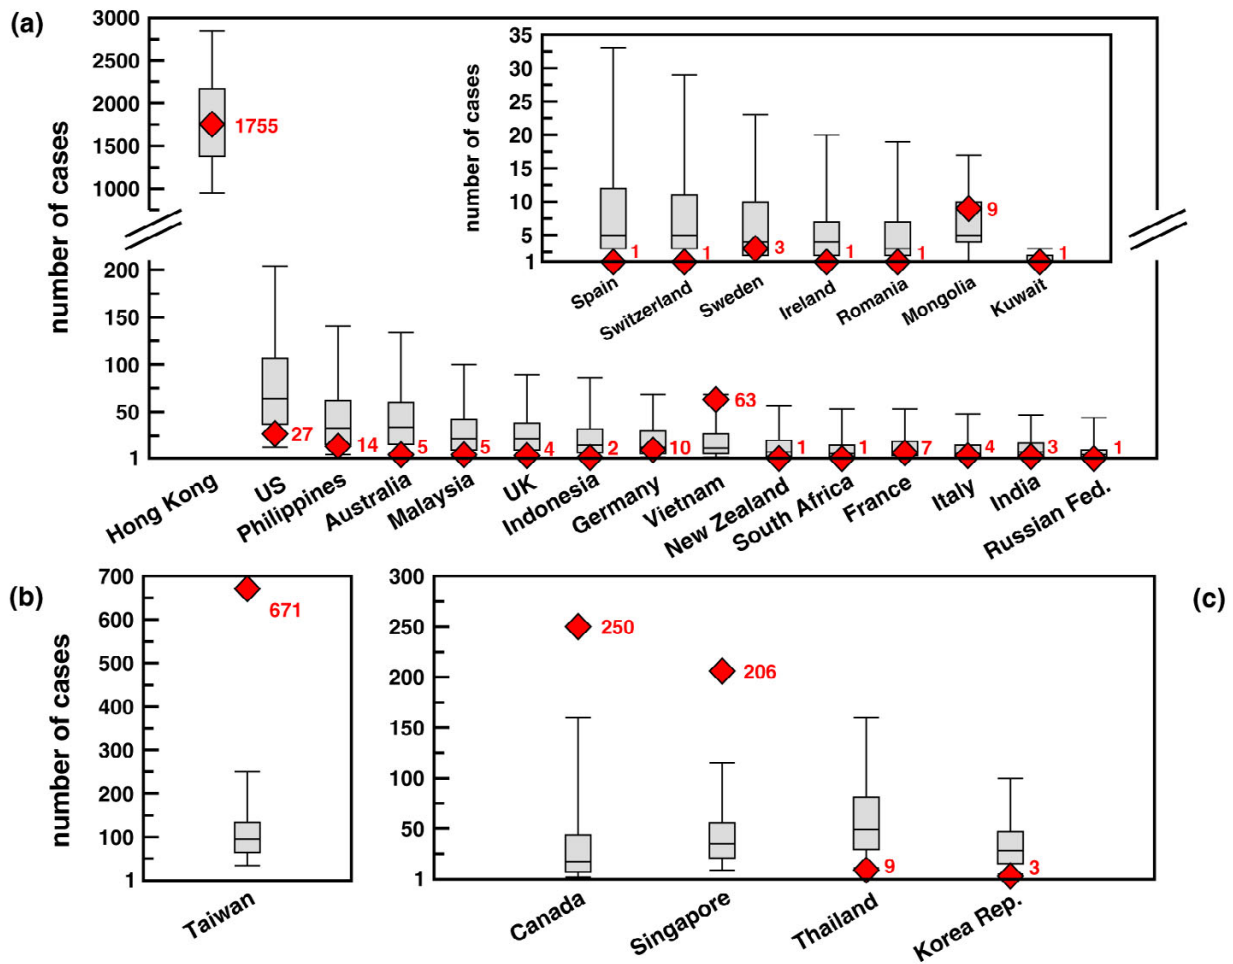 (a)
number of cases
3000
2500
2000
1500
1000
200
150
100
50
1
1755
27
14
5
5
4
2
10
63
1
1
7
4
3
1
Hong Kong
US
Philippines
Australia
Malaysia
UK
Indonesia
Germany
Vietnam
New Zealand
South Africa
France
Italy
India
Russian Fed.
number of cases
35
30
25
20
15
10
5
1
1
1
3
1
1
9
1
Spain
Switzerland
Sweden
Ireland
Romania
Mongolia
Kuwait
(b)
number of cases
700
600
500
400
300
200
100
1
671
Taiwan
(c)
300
250
200
150
100
50
1
250
206
9
3
Canada
Singapore
Thailand
Korea Rep.